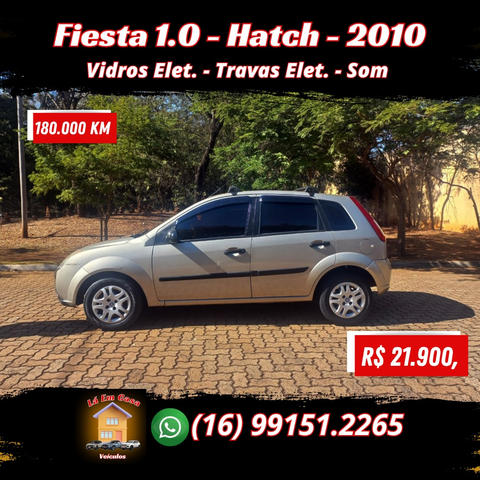 Fiesta 1.0 - Hatch - 2010
Vidros Elet. - Travas Elet. - Som
180.000 KM
R$ 21.900,
Lá Em Casa
Veículos
(16) 99151.2265